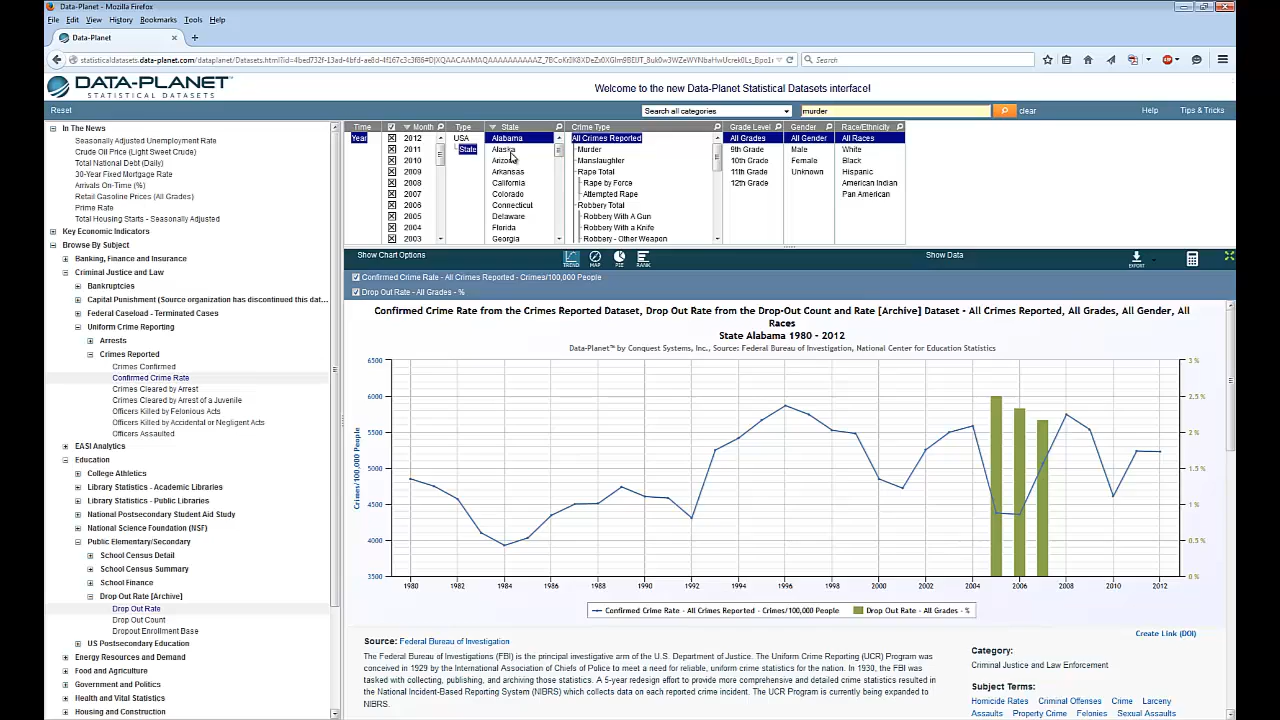 Data-Planet - Mozilla Firefox
File Edit View History Bookmarks Tools Help
Data-Planet
Search
DATA-PLANET™
STATISTICAL DATASETS
Welcome to the new Data-Planet Statistical Datasets interface!
Reset
Search all categories
murder
clear
Help
Tips & Tricks
In The News
Seasonally Adjusted Unemployment Rate
Crude Oil Price (Light Sweet Crude)
Total National Debt (Daily)
30-Year Fixed Mortgage Rate
Arrivals On-Time (%)
Retail Gasoline Prices (All Grades)
Prime Rate
Total Housing Starts - Seasonally Adjusted
Key Economic Indicators
Browse By Subject
Banking, Finance and Insurance
Criminal Justice and Law
Bankruptcies
Capital Punishment (Source organization has discontinued this dat...
Federal Caseload - Terminated Cases
Uniform Crime Reporting
Arrests
Crimes Reported
Crimes Confirmed
Confirmed Crime Rate
Crimes Cleared by Arrest
Crimes Cleared by Arrest of a Juvenile
Officers Killed by Felonious Acts
Officers Killed by Accidental or Negligent Acts
Officers Assaulted
EASI Analytics
Education
College Athletics
Library Statistics - Academic Libraries
Library Statistics - Public Libraries
National Postsecondary Student Aid Study
National Science Foundation (NSF)
Public Elementary/Secondary
School Census Detail
School Census Summary
School Finance
Drop Out Rate [Archive]
Drop Out Rate
Drop Out Count
Dropout Enrollment Base
US Postsecondary Education
Energy Resources and Demand
Food and Agriculture
Government and Politics
Health and Vital Statistics
Housing and Construction
Time
Year
Month
2012
2011
2010
2009
2008
2007
2006
2005
2004
2003
Type
USA
State
State
Alabama
Alaska
Arizona
Arkansas
California
Colorado
Connecticut
Delaware
Florida
Georgia
Crime Type
All Crimes Reported
Murder
Manslaughter
Rape Total
Rape by Force
Attempted Rape
Robbery Total
Robbery With A Gun
Robbery With a Knife
Robbery - Other Weapon
Grade Level
All Grades
9th Grade
10th Grade
11th Grade
12th Grade
Gender
All Gender
Male
Female
Unknown
Race/Ethnicity
All Races
White
Black
Hispanic
American Indian
Pan American
Show Chart Options
TREND MAP PIE RANK
Show Data
EXPORT
Confirmed Crime Rate - All Crimes Reported - Crimes/100,000 People
Drop Out Rate - All Grades - %
Confirmed Crime Rate from the Crimes Reported Dataset, Drop Out Rate from the Drop-Out Count and Rate [Archive] Dataset - All Crimes Reported, All Grades, All Gender, All
Races
State Alabama 1980 - 2012
Data-Planet™ by Conquest Systems, Inc., Source: Federal Bureau of Investigation, National Center for Education Statistics
Crimes/100,000 People
6500
6000
5500
5000
4500
4000
3500
3 %
2.5 %
2 %
1.5 %
1 %
0.5 %
0 %
1980 1982 1984 1986 1988 1990 1992 1994 1996 1998 2000 2002 2004 2006 2008 2010 2012
Confirmed Crime Rate - All Crimes Reported - Crimes/100,000 People
Drop Out Rate - All Grades - %
Create Link (DOI)
Source: Federal Bureau of Investigation
The Federal Bureau of Investigations (FBI) is the principal investigative arm of the U.S. Department of Justice. The Uniform Crime Reporting (UCR) Program was
conceived in 1929 by the International Association of Chiefs of Police to meet a need for reliable, uniform crime statistics for the nation. In 1930, the FBI was
tasked with collecting, publishing, and archiving those statistics. A 5-year redesign effort to provide more comprehensive and detailed crime statistics resulted in
the National Incident-Based Reporting System (NIBRS) which collects data on each reported crime incident. The UCR Program is currently being expanded to
NIBRS.
Category:
Criminal Justice and Law Enforcement
Subject Terms:
Homicide Rates Criminal Offenses Crime Larceny
Assaults Property Crime Felonies Sexual Assaults